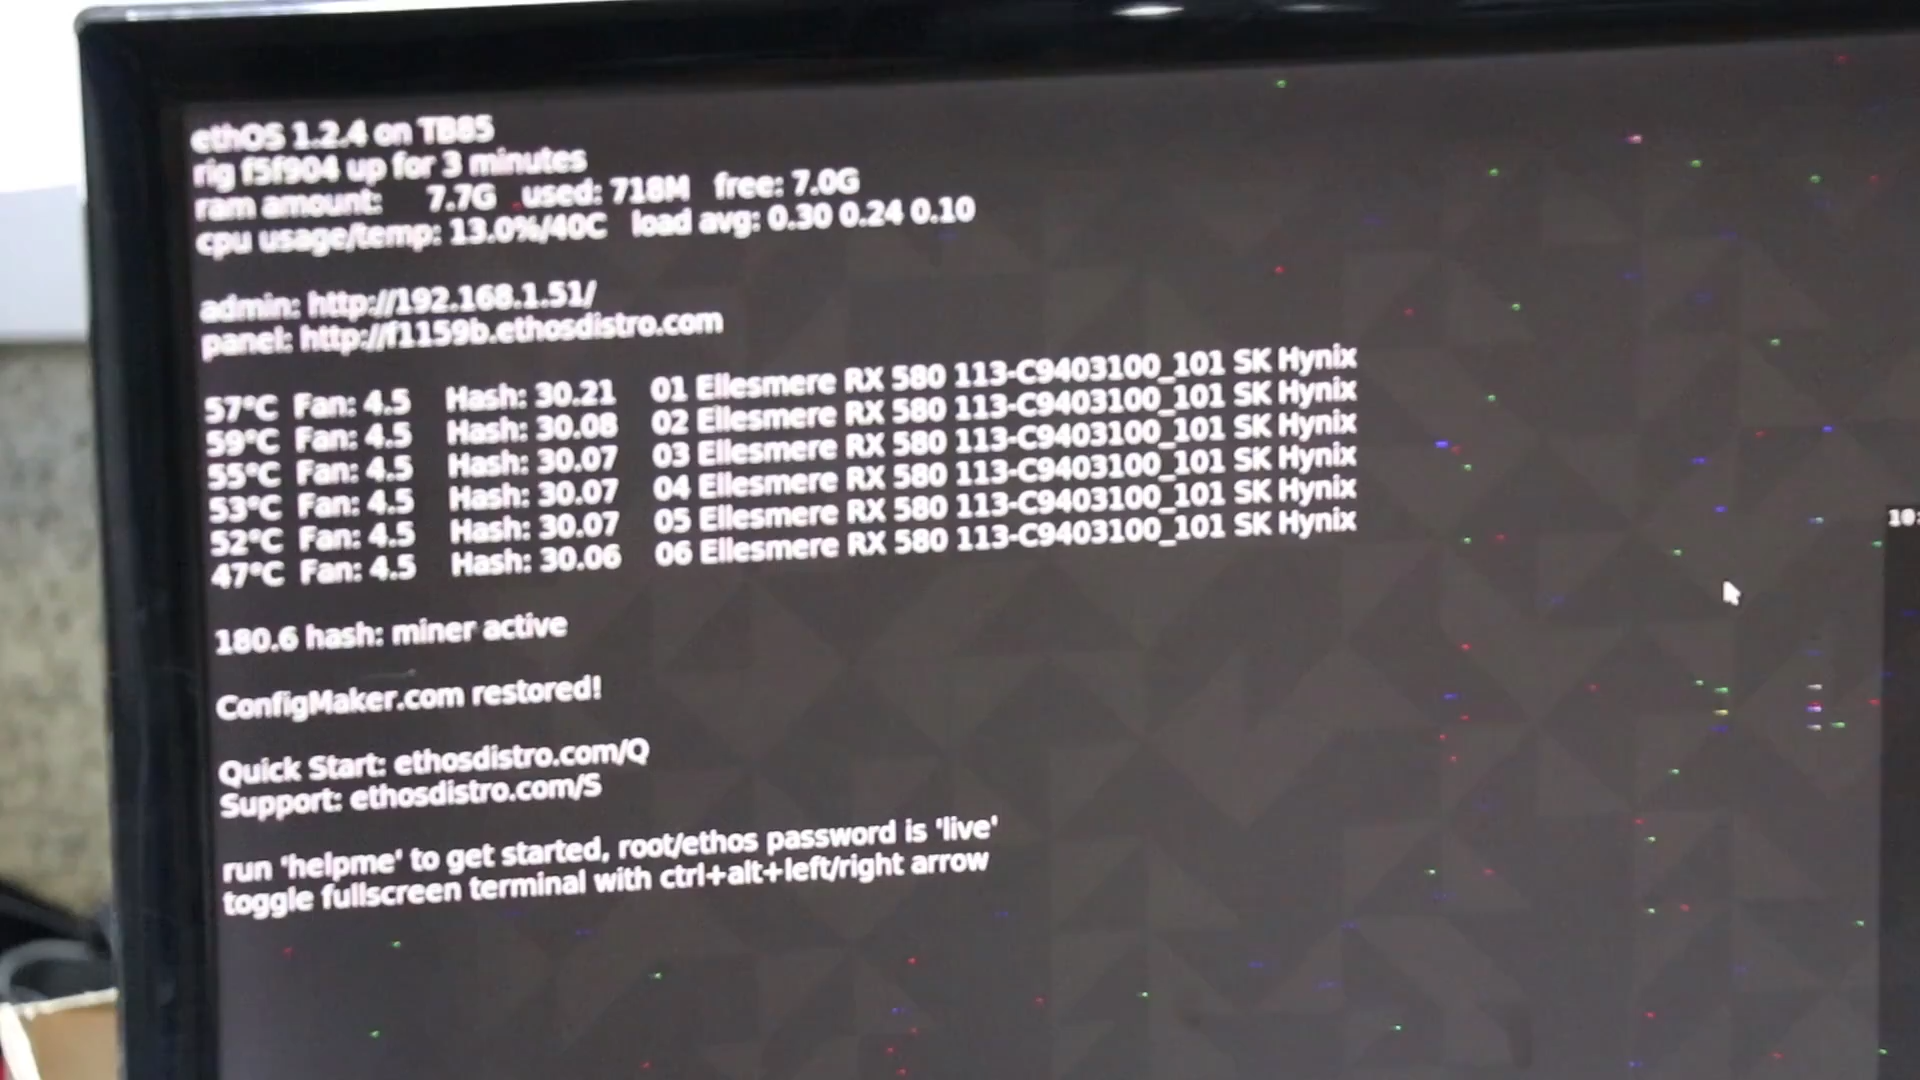 ethOS 1.2.4 on TB85
rig f5f904 up for 3 minutes
ram amount: 7.7G used: 718M free: 7.0G
cpu usage/temp: 13.0%/40C load avg: 0.30 0.24 0.10
admin: http://192.168.1.51/
panel: http://f1159b.ethosdistro.com
57°C Fan: 4.5 Hash: 30.21 01 Ellesmere RX 580 113-C9403100_101 SK Hynix
59°C Fan: 4.5 Hash: 30.08 02 Ellesmere RX 580 113-C9403100_101 SK Hynix
55°C Fan: 4.5 Hash: 30.07 03 Ellesmere RX 580 113-C9403100_101 SK Hynix
53°C Fan: 4.5 Hash: 30.07 04 Ellesmere RX 580 113-C9403100_101 SK Hynix
52°C Fan: 4.5 Hash: 30.07 05 Ellesmere RX 580 113-C9403100_101 SK Hynix
47°C Fan: 4.5 Hash: 30.06 06 Ellesmere RX 580 113-C9403100_101 SK Hynix
180.6 hash: miner active
ConfigMaker.com restored!
Quick Start: ethosdistro.com/Q
Support: ethosdistro.com/S
run 'helpme' to get started, root/ethos password is 'live'
toggle fullscreen terminal with ctrl+alt+left/right arrow